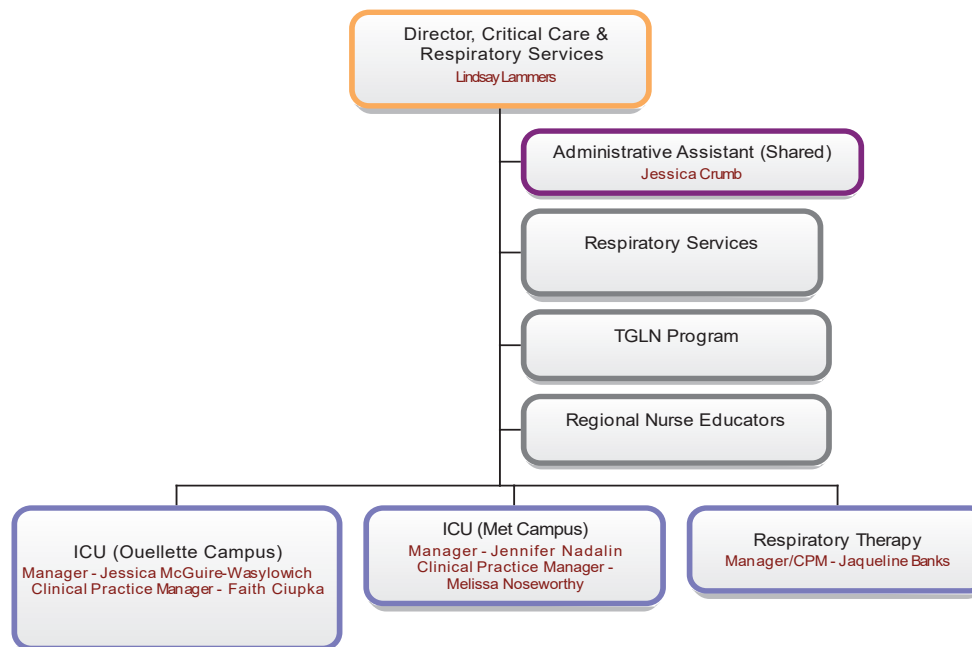 Director, Critical Care &
Respiratory Services
Lindsay Lammers
Administrative Assistant (Shared)
Jessica Crumb
Respiratory Services
TGLN Program
Regional Nurse Educators
ICU (Ouellette Campus)
Manager - Jessica McGuire-Wasylowich
Clinical Practice Manager - Faith Ciupka
ICU (Met Campus)
Manager - Jennifer Nadalin
Clinical Practice Manager -
Melissa Noseworthy
Respiratory Therapy
Manager/CPM - Jaqueline Banks